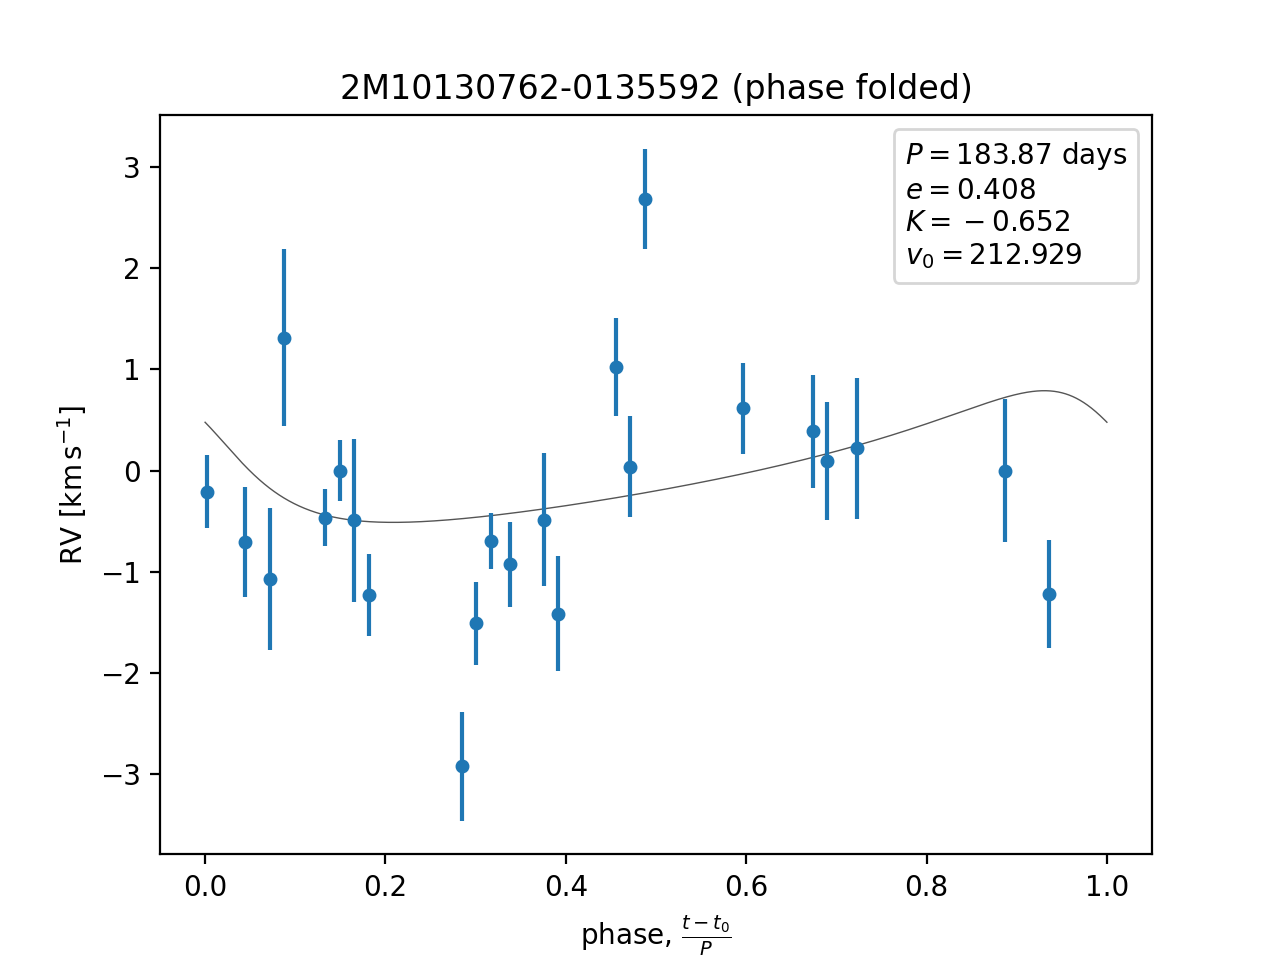 2M10130762-0135592 (phase folded)
P = 183.87 days
e = 0.408
K = −0.652
v₀ = 212.929
3
2
1
0
−1
−2
−3
RV [km s⁻¹]
0.0 0.2 0.4 0.6 0.8 1.0
phase, (t − t₀)/P